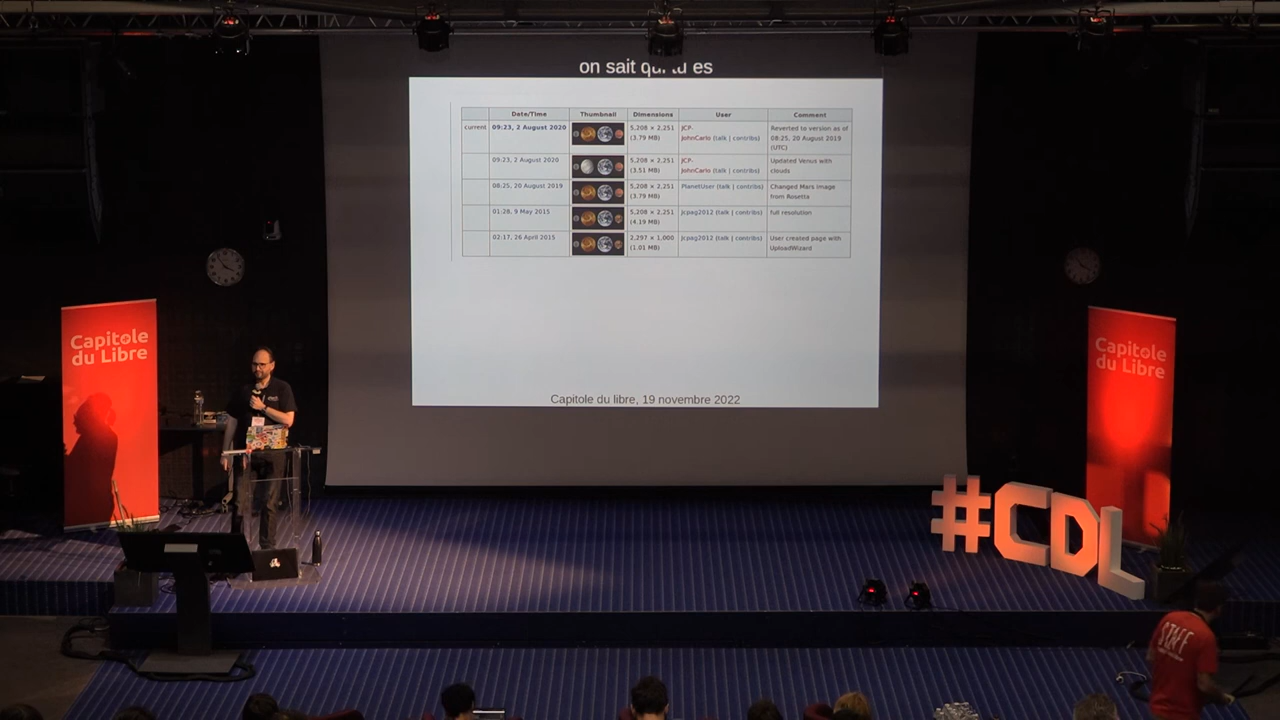 on sait qui tu es
Date/Time Thumbnail Dimensions User Comment
current 09:23, 2 August 2020 5,208 × 2,251 (3.79 MB) JCP-JohnCarlo (talk | contribs) Reverted to version as of 08:25, 20 August 2019 (UTC)
09:23, 2 August 2020 5,208 × 2,251 (3.51 MB) JCP-JohnCarlo (talk | contribs) Updated Venus with clouds
08:25, 20 August 2019 5,208 × 2,251 (3.79 MB) PlanetUser (talk | contribs) Changed Mars image from Rosetta
01:28, 9 May 2015 5,208 × 2,251 (4.19 MB) Jcpag2012 (talk | contribs) full resolution
02:17, 26 April 2015 2,297 × 1,000 (1.01 MB) Jcpag2012 (talk | contribs) User created page with UploadWizard
Capitole du libre, 19 novembre 2022
Capitole
du Libre
Capitole
du Libre
#CDL
STAFF